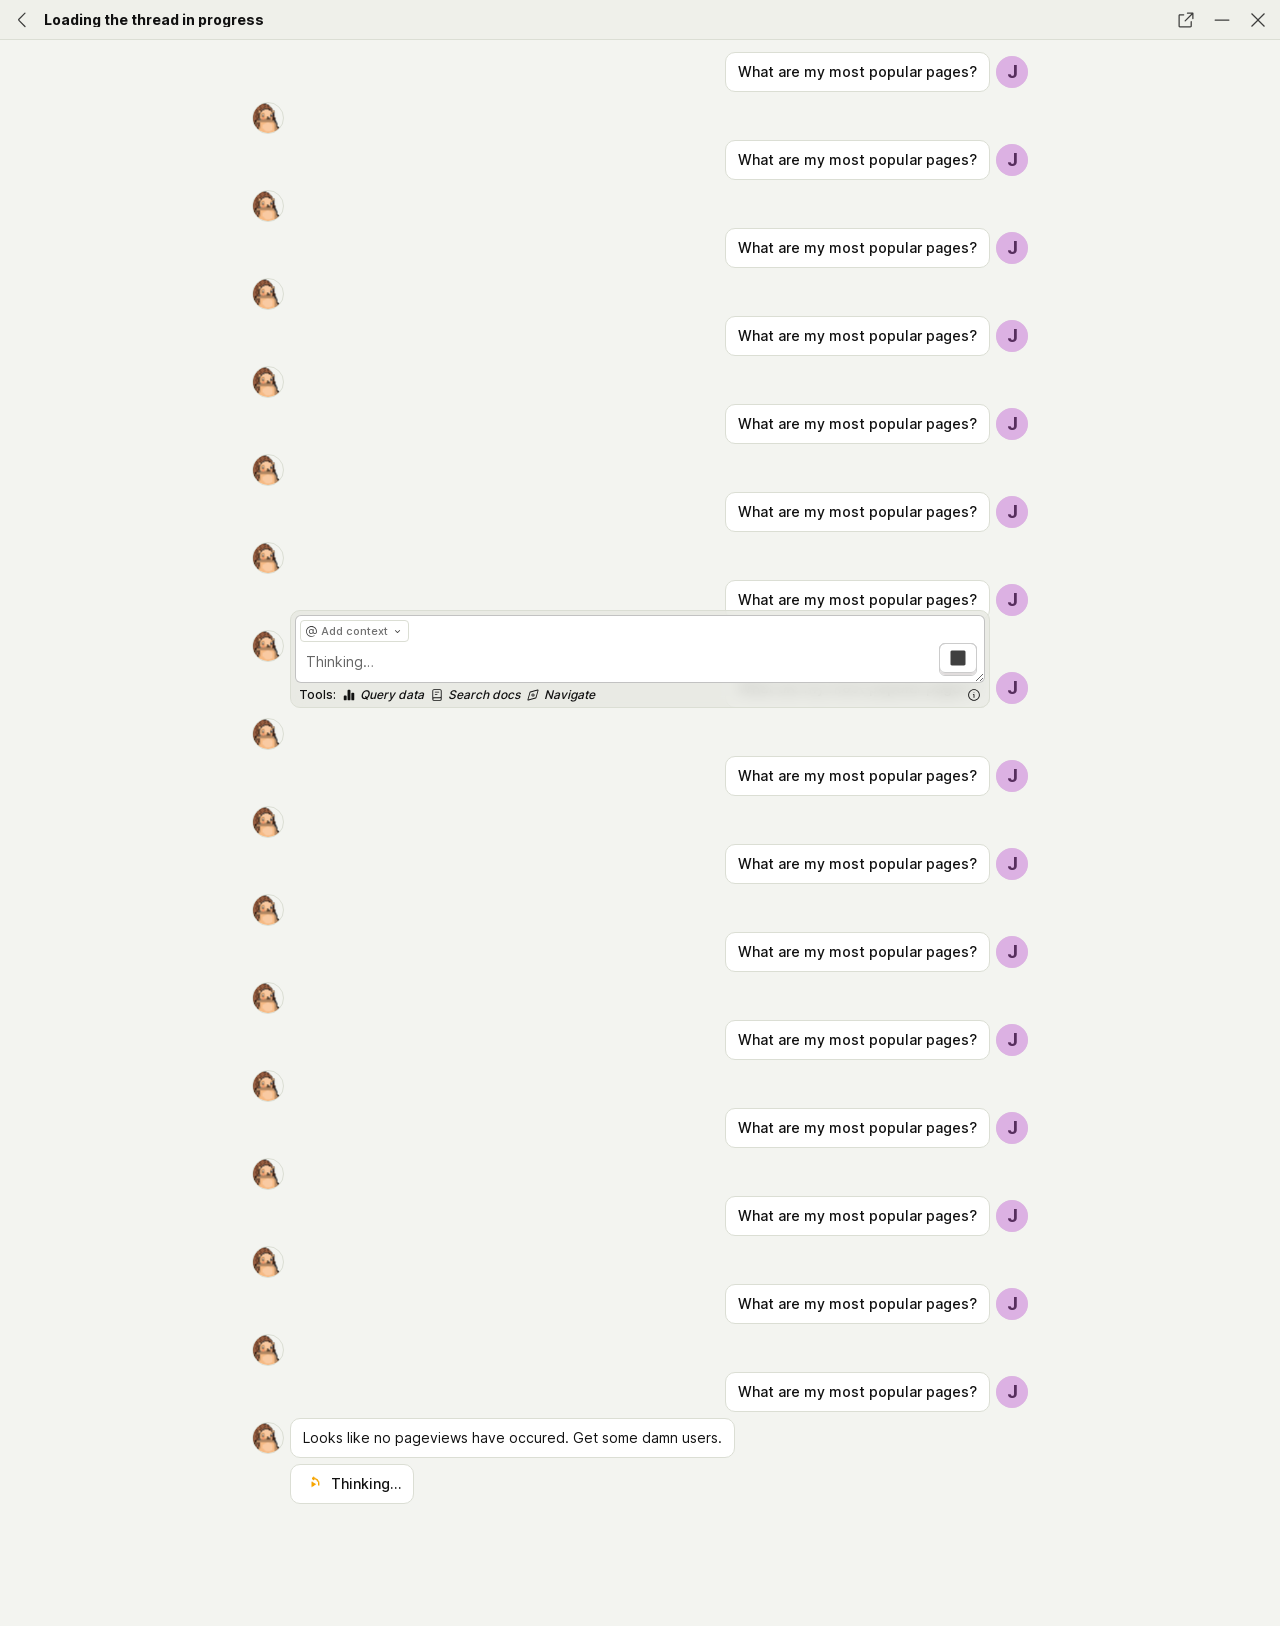 Loading the thread in progress
What are my most popular pages?
J
What are my most popular pages?
J
What are my most popular pages?
J
What are my most popular pages?
J
What are my most popular pages?
J
What are my most popular pages?
J
What are my most popular pages?
J
@ Add context
Thinking...
Tools: Query data Search docs Navigate
J
What are my most popular pages?
J
What are my most popular pages?
J
What are my most popular pages?
J
What are my most popular pages?
J
What are my most popular pages?
J
What are my most popular pages?
J
What are my most popular pages?
J
What are my most popular pages?
J
Looks like no pageviews have occured. Get some damn users.
Thinking...